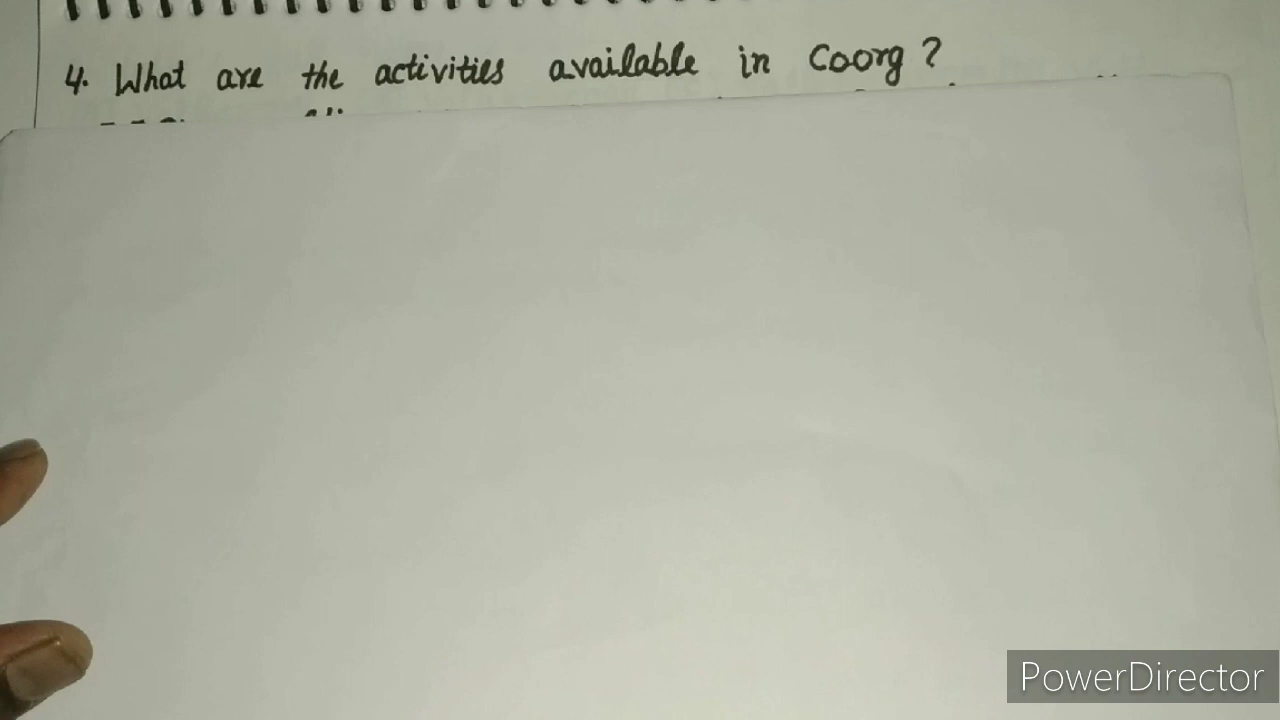 4. What are the activities available in Coorg?
PowerDirector